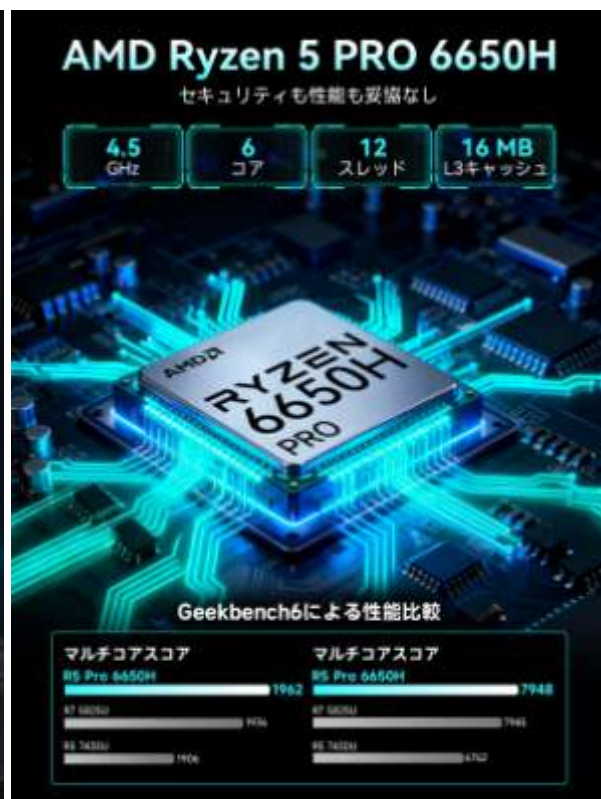 AMD Ryzen 5 PRO 6650H
セキュリティも性能も妥協なし
4.5
GHz
6
コア
12
スレッド
16 MB
L3キャッシュ
AMD
RYZEN
6650H
PRO
Geekbench6による性能比較
マルチコアスコア
R5 Pro 6650H
1962
R7 5825U
1906
マルチコアスコア
R5 Pro 6650H
7948